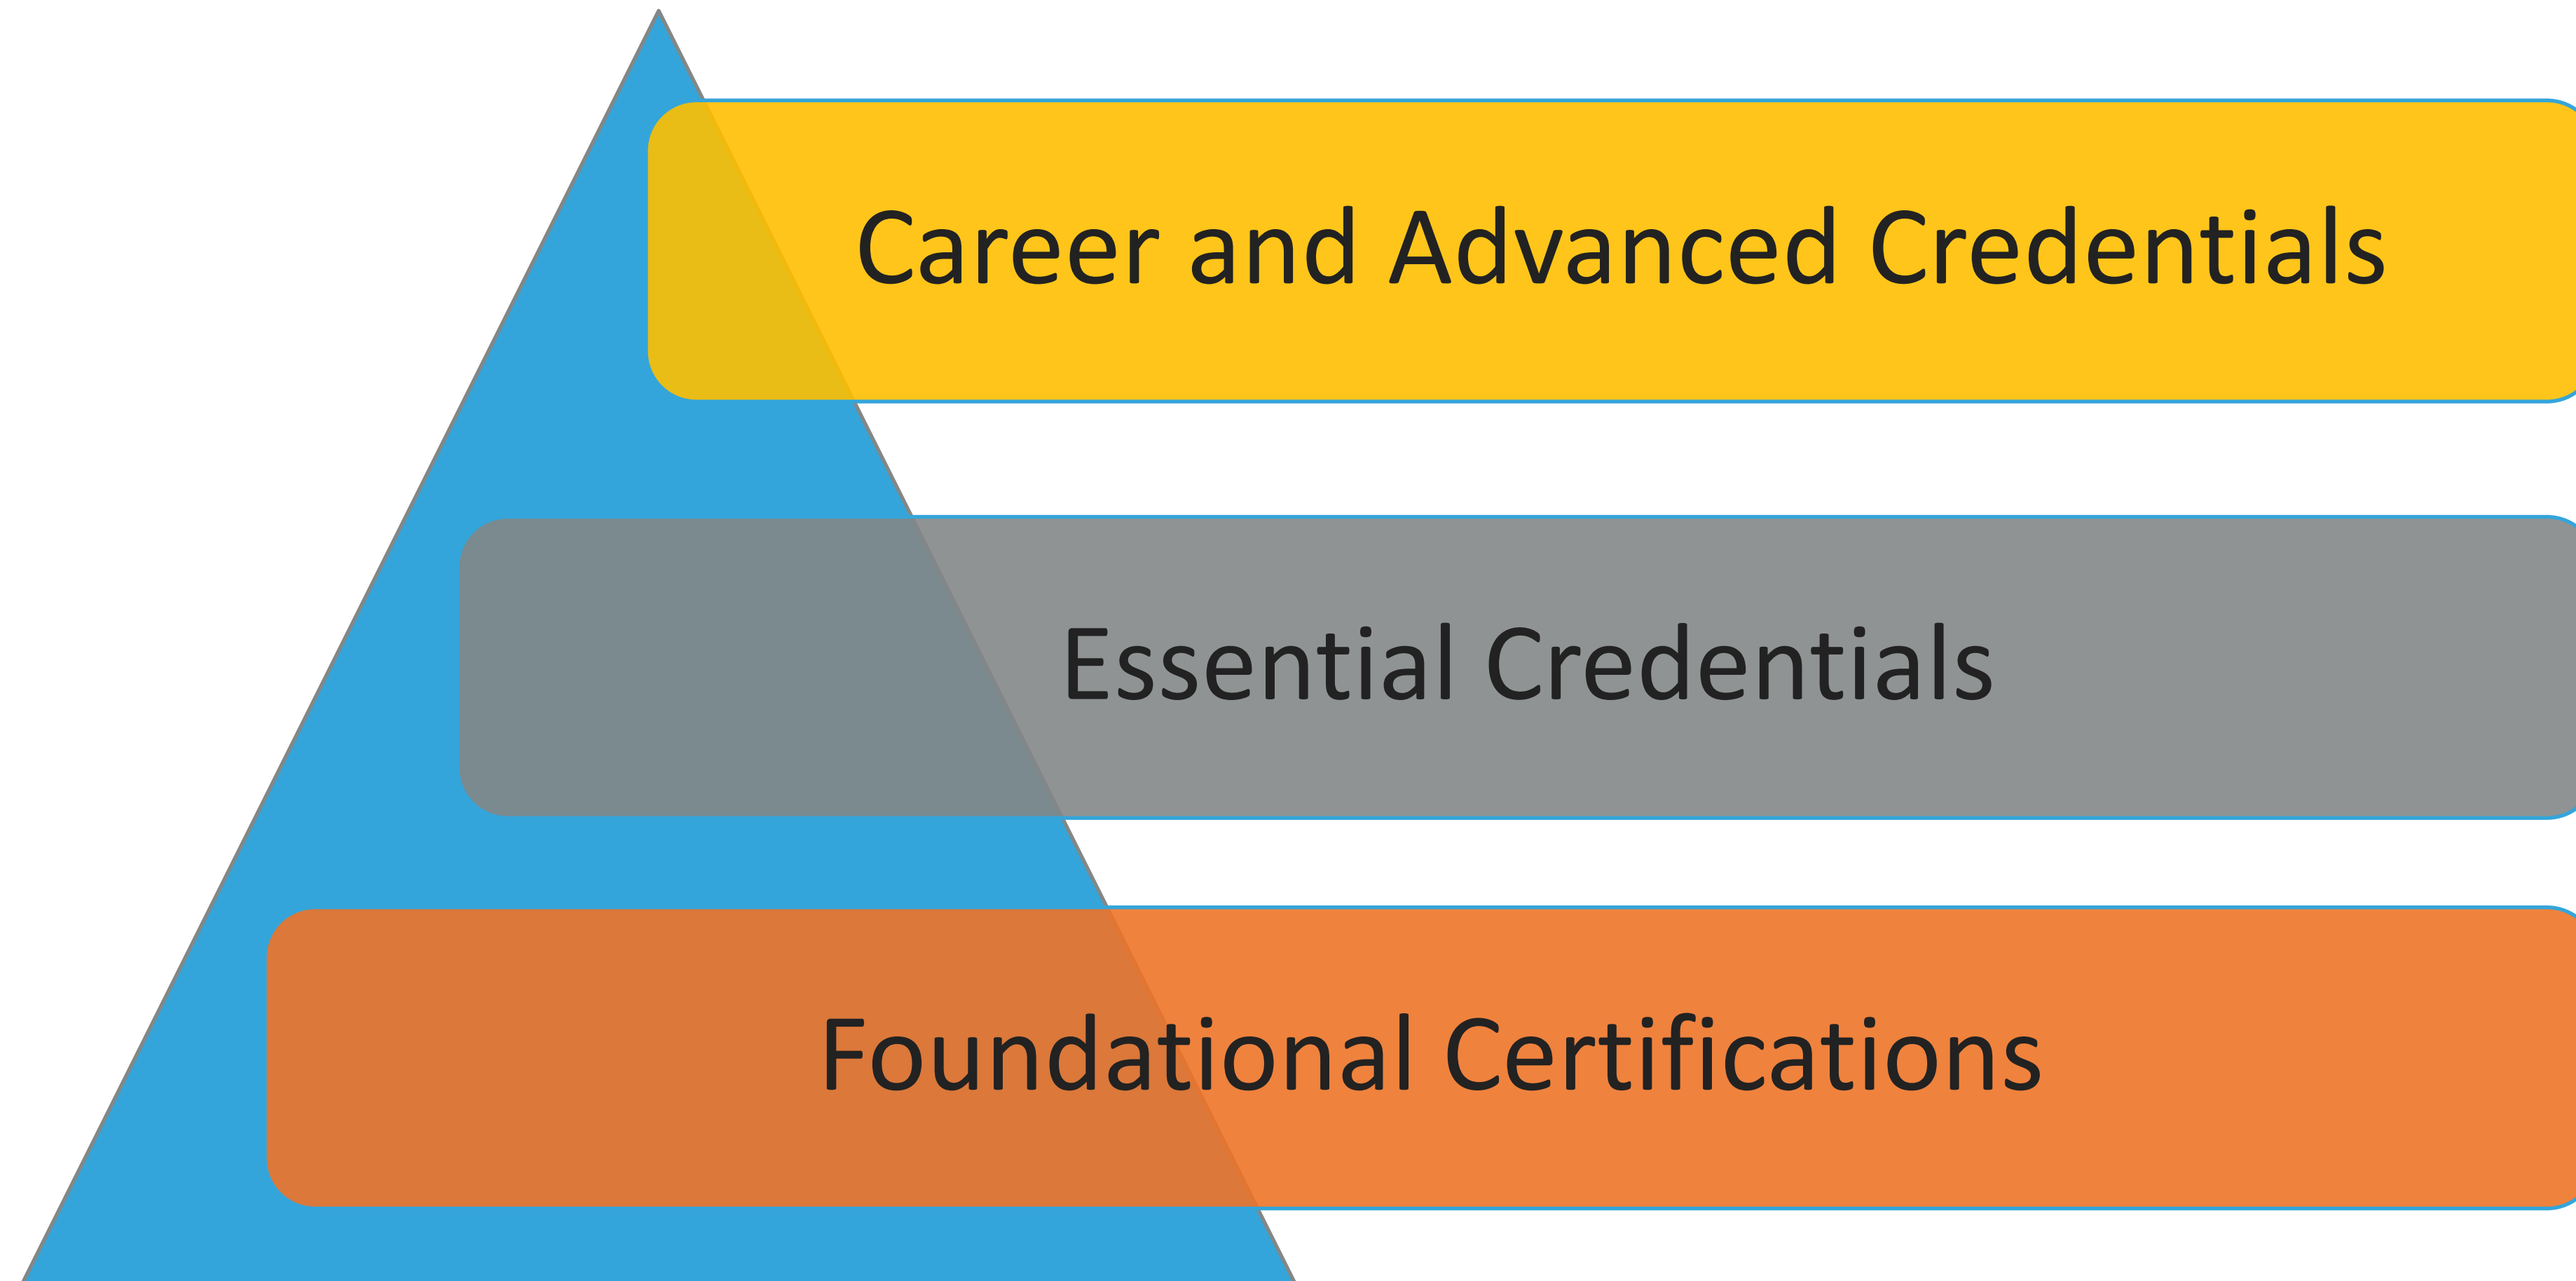 Career and Advanced Credentials
Essential Credentials
Foundational Certifications